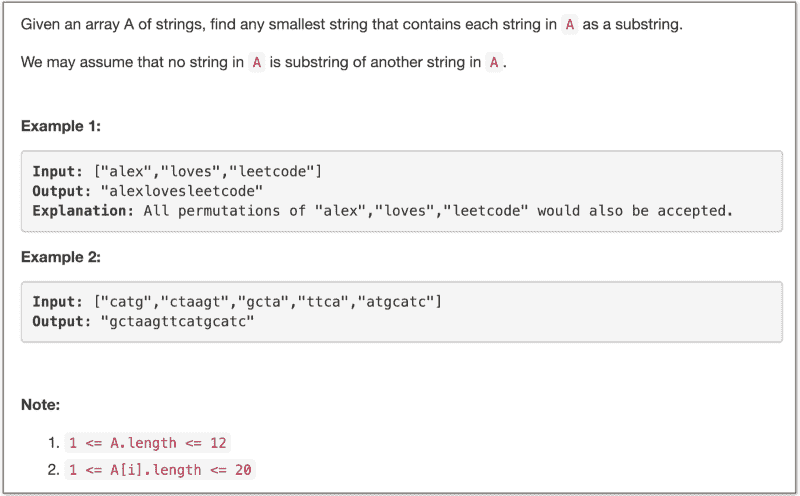 Given an array A of strings, find any smallest string that contains each string in A as a substring.
We may assume that no string in A is substring of another string in A.
Example 1:
Input: ["alex","loves","leetcode"]
Output: "alexlovesleetcode"
Explanation: All permutations of "alex","loves","leetcode" would also be accepted.
Example 2:
Input: ["catg","ctaagt","gcta","ttca","atgcatc"]
Output: "gctaagttcatgcatc"
Note:
1. 1 <= A.length <= 12
2. 1 <= A[i].length <= 20